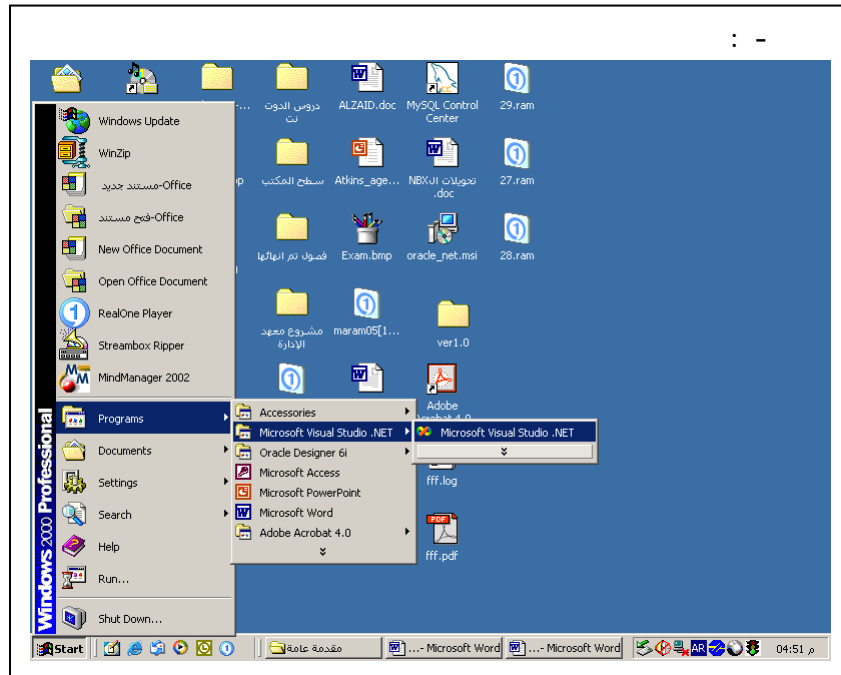 : -
دروس الدوت نت
ALZAID.doc
MySQL Control Center
29.ram
سطح المكتب
Atkins_age...
تحويلات الـNBX .doc
27.ram
فصول تم انهائها
Exam.bmp
oracle_net.msi
28.ram
مشروع معهد الإدارة
maram05[1...
ver1.0
Adobe
fff.log
fff.pdf
Windows Update
WinZip
Office-مستند جديد
Office-فتح مستند
New Office Document
Open Office Document
RealOne Player
Streambox Ripper
MindManager 2002
Programs
Documents
Settings
Search
Help
Run...
Shut Down...
Windows 2000 Professional
Accessories
Microsoft Visual Studio .NET
Oracle Designer 6i
Microsoft Access
Microsoft PowerPoint
Microsoft Word
Adobe Acrobat 4.0
Microsoft Visual Studio .NET
Start
مقدمة عامة
...- Microsoft Word
...- Microsoft Word
AR
04:51 م